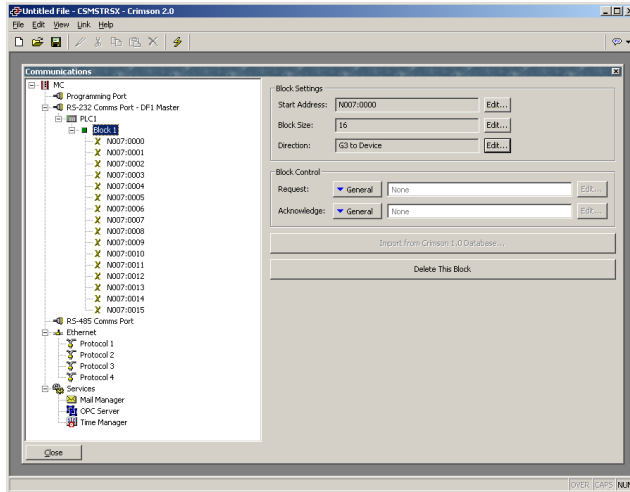 Untitled File - CSMSTRSX - Crimson 2.0
File Edit View Link Help
Communications
MC
Programming Port
RS-232 Comms Port - DF1 Master
PLC1
Block 1
N007:0000
N007:0001
N007:0002
N007:0003
N007:0004
N007:0005
N007:0006
N007:0007
N007:0008
N007:0009
N007:0010
N007:0011
N007:0012
N007:0013
N007:0014
N007:0015
RS-485 Comms Port
Ethernet
Protocol 1
Protocol 2
Protocol 3
Protocol 4
Services
Mail Manager
OPC Server
Time Manager
Block Settings
Start Address: N007:0000 Edit...
Block Size: 16 Edit...
Direction: G3 to Device Edit...
Block Control
Request: General None Edit...
Acknowledge: General None Edit...
Import from Crimson 1.0 Database...
Delete This Block
Close
OVER CAPS NUM